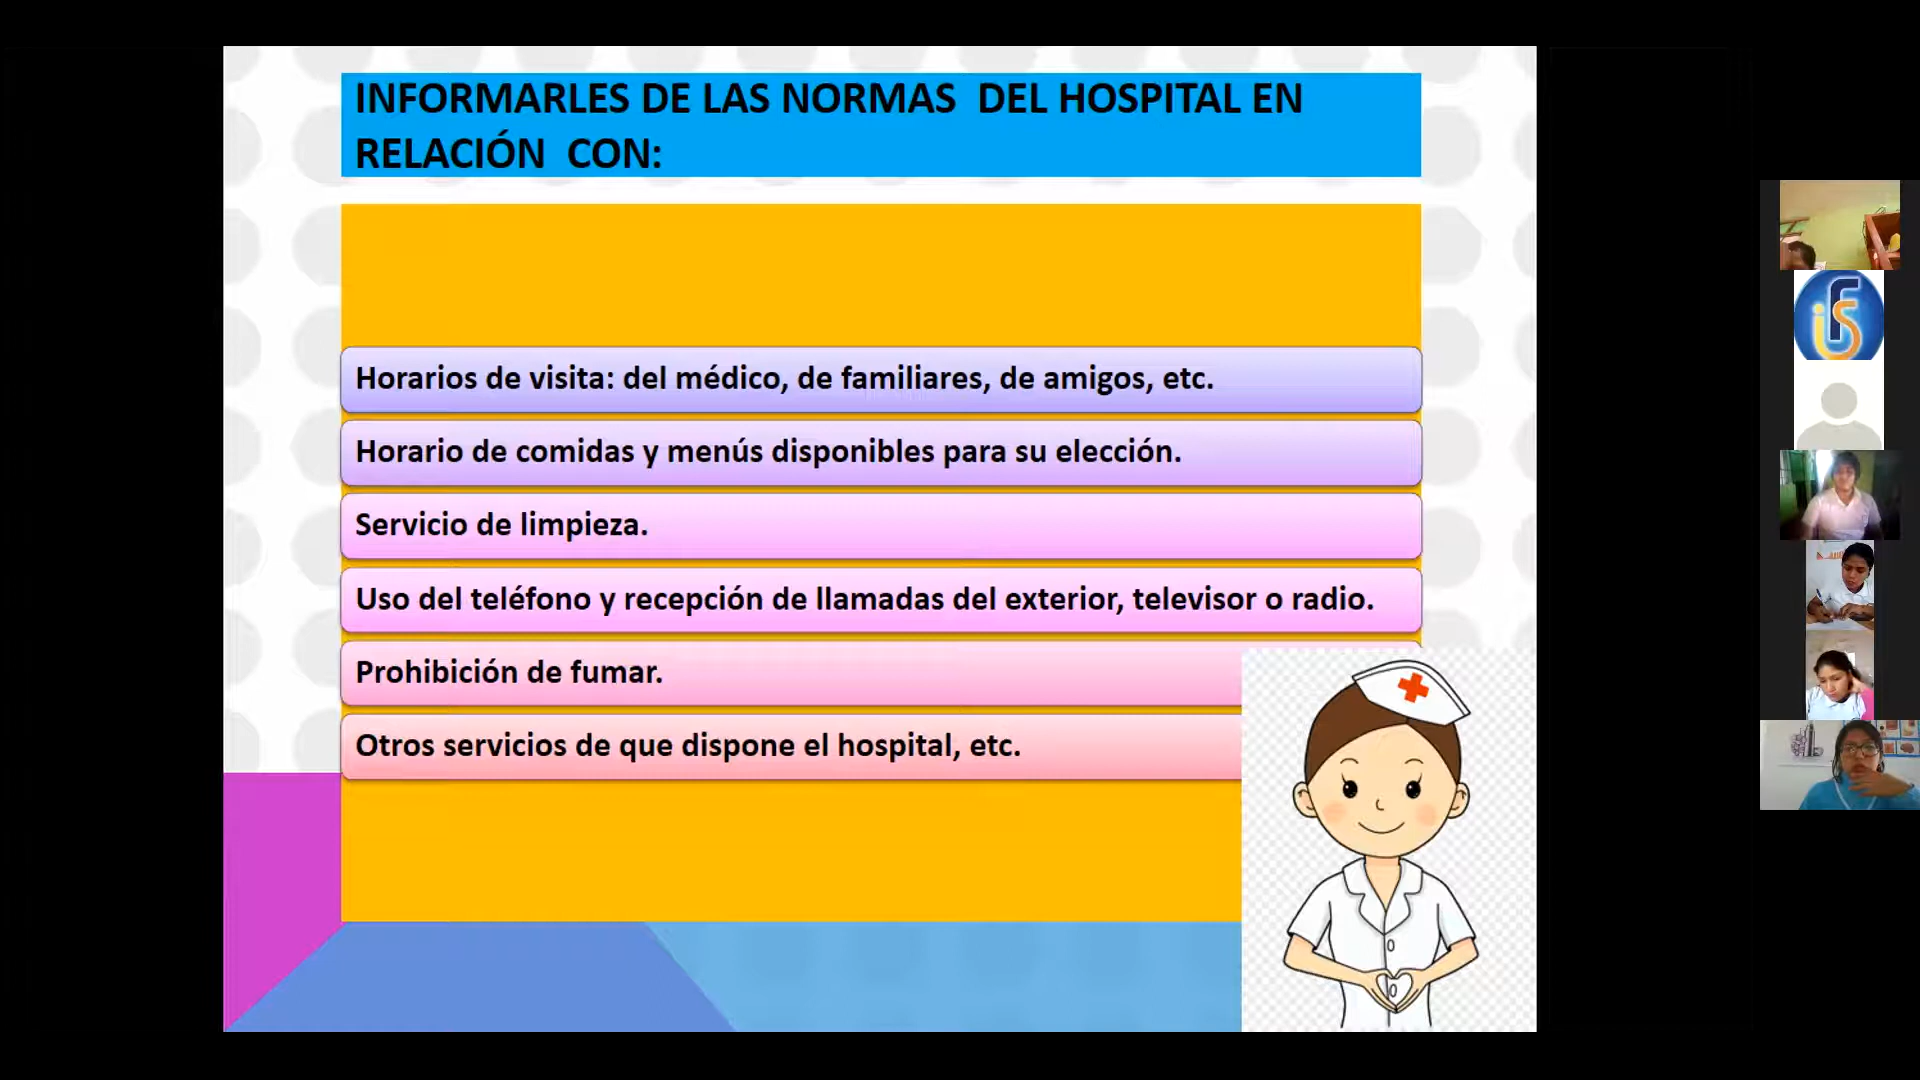 INFORMARLES DE LAS NORMAS DEL HOSPITAL EN
RELACIÓN CON:
Horarios de visita: del médico, de familiares, de amigos, etc.
Horario de comidas y menús disponibles para su elección.
Servicio de limpieza.
Uso del teléfono y recepción de llamadas del exterior, televisor o radio.
Prohibición de fumar.
Otros servicios de que dispone el hospital, etc.